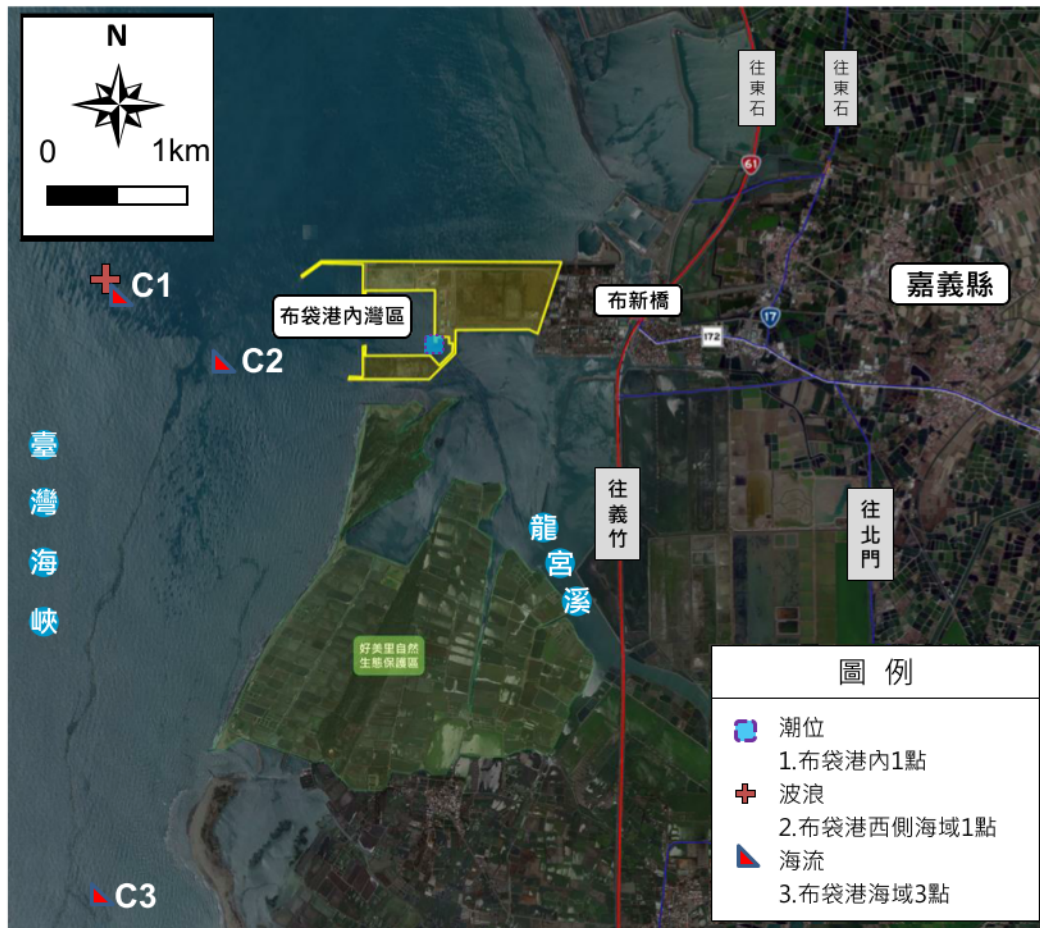 N
0 1km
往東石
往東石
61
C1
嘉義縣
布袋港內灣區
布新橋
17
172
C2
臺灣海峽
往義竹
往北門
龍宮溪
好美里自然
生態保護區
C3
圖例
潮位
1.布袋港內1點
波浪
2.布袋港西側海域1點
海流
3.布袋港海域3點